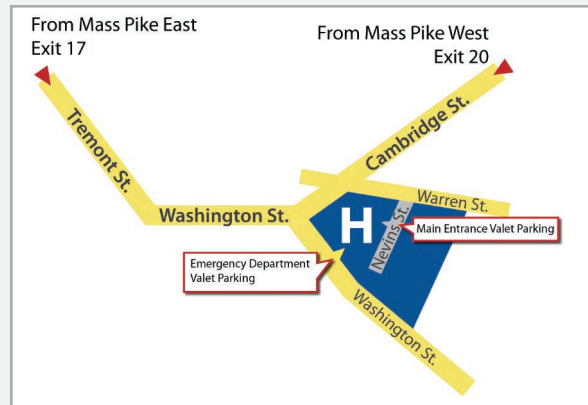 From Mass Pike East
Exit 17
From Mass Pike West
Exit 20
Tremont St.
Cambridge St.
Washington St.
Warren St.
H
Nevins St.
Main Entrance Valet Parking
Emergency Department
Valet Parking
Washington St.